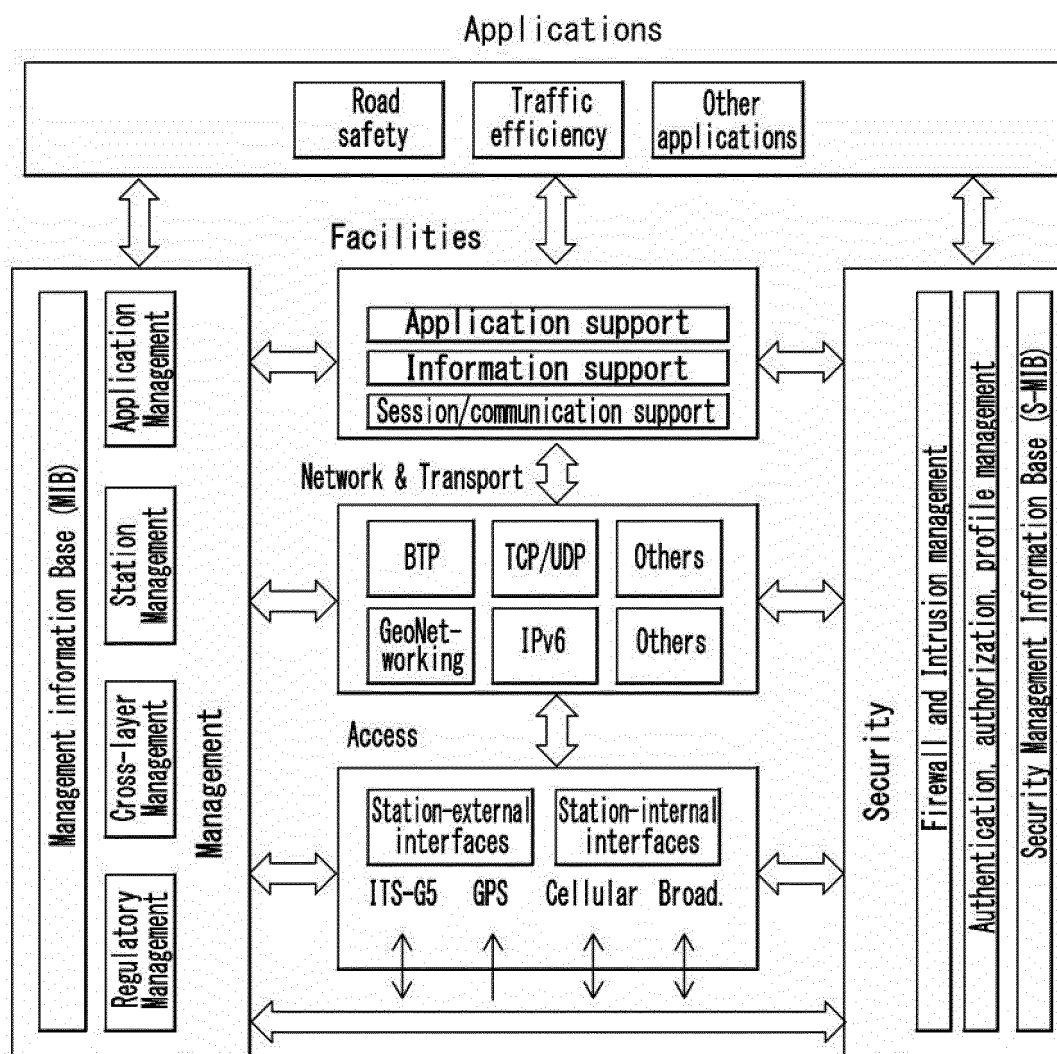 Applications
Road
safety
Traffic
efficiency
Other
applications
Facilities
Application support
Information support
Session/communication support
Network & Transport
BTP
TCP/UDP
Others
GeoNet-
working
IPv6
Others
Access
Station-external
interfaces
Station-internal
interfaces
ITS-G5
GPS
Cellular
Broad.
Management information Base (MIB)
Application
Management
Station
Management
Cross-layer
Management
Regulatory
Management
Management
Security
Firewall and Intrusion management
Authentication, authorization, profile management
Security Management Information Base (S-MIB)